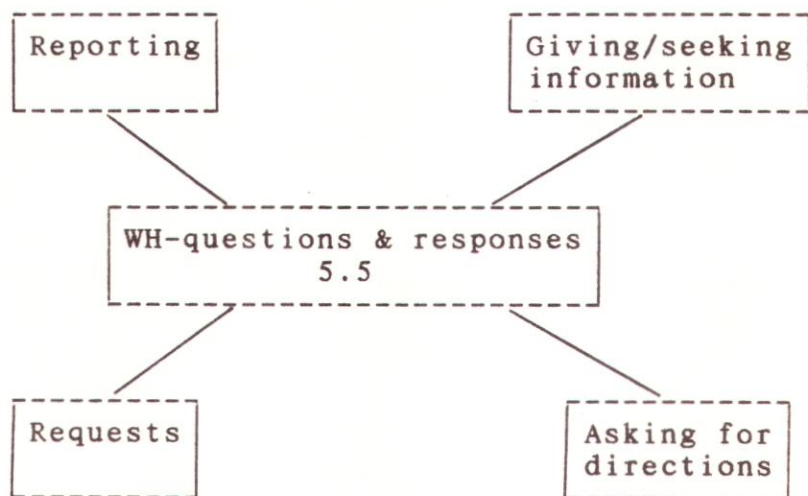 Reporting
Giving/seeking
information
WH-questions & responses
5.5
Requests
Asking for
directions